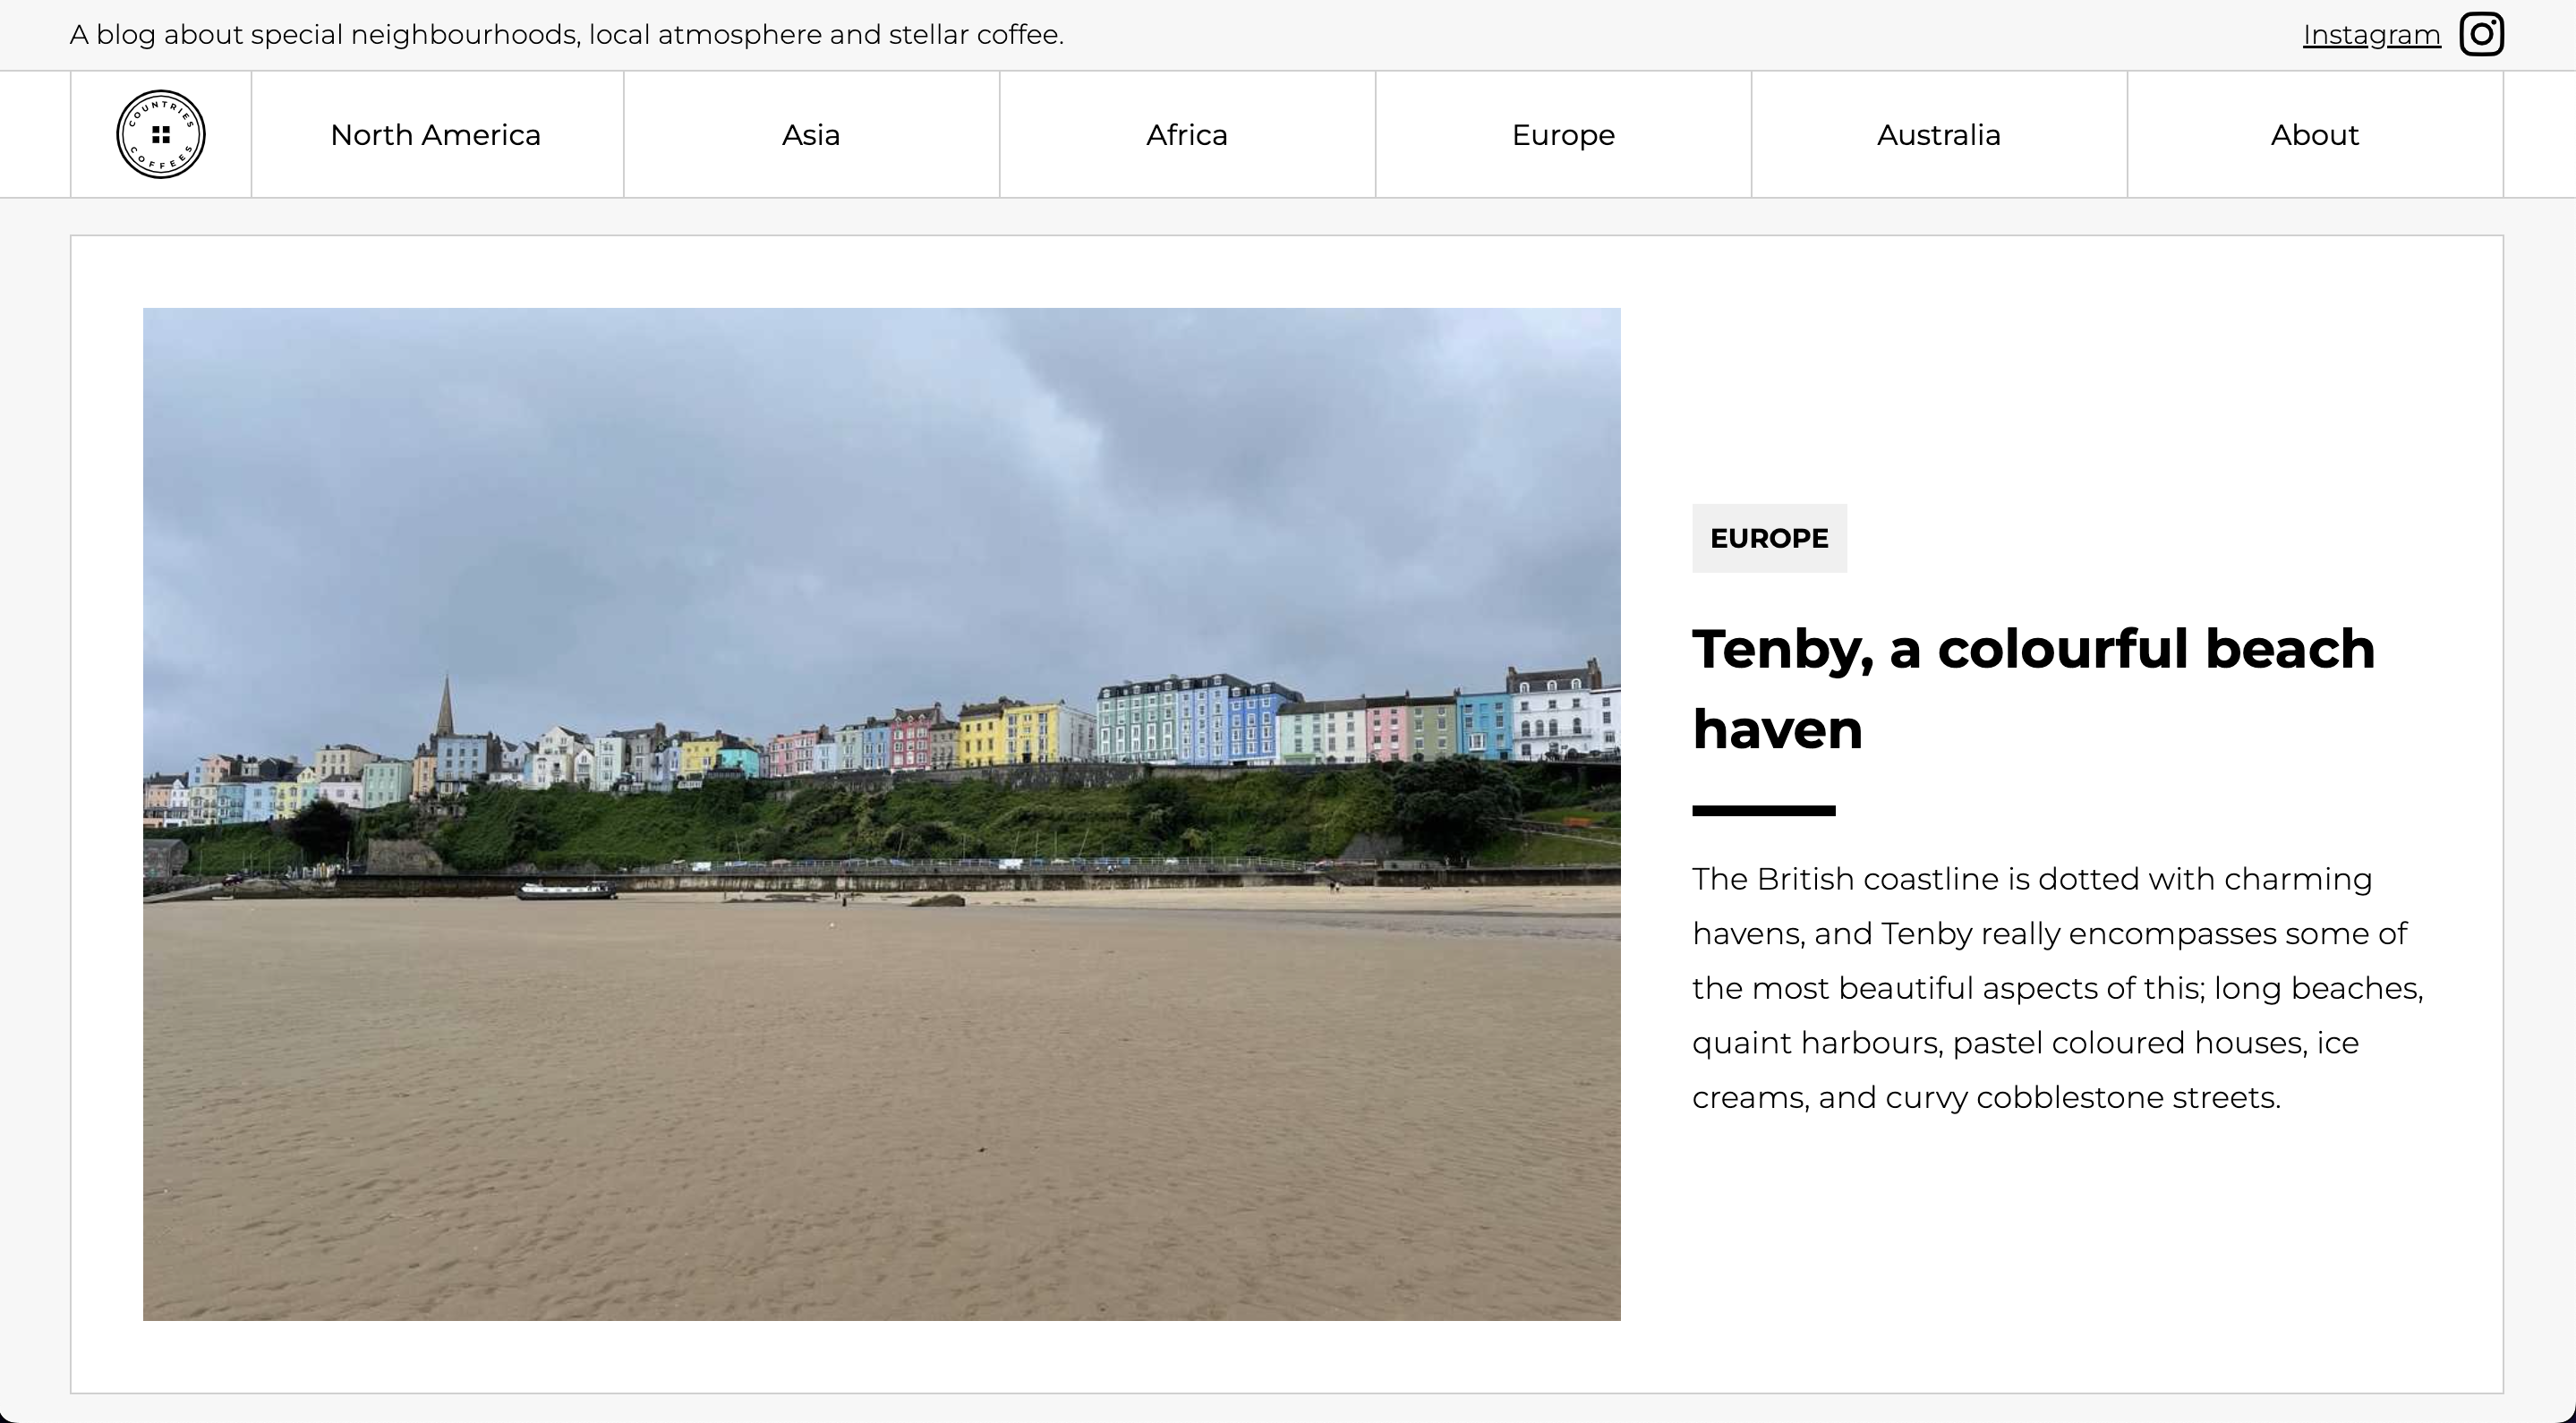 A blog about special neighbourhoods, local atmosphere and stellar coffee.
Instagram
COUNTRIES
COFFEES
North America
Asia
Africa
Europe
Australia
About
EUROPE
Tenby, a colourful beach
haven
The British coastline is dotted with charming
havens, and Tenby really encompasses some of
the most beautiful aspects of this; long beaches,
quaint harbours, pastel coloured houses, ice
creams, and curvy cobblestone streets.